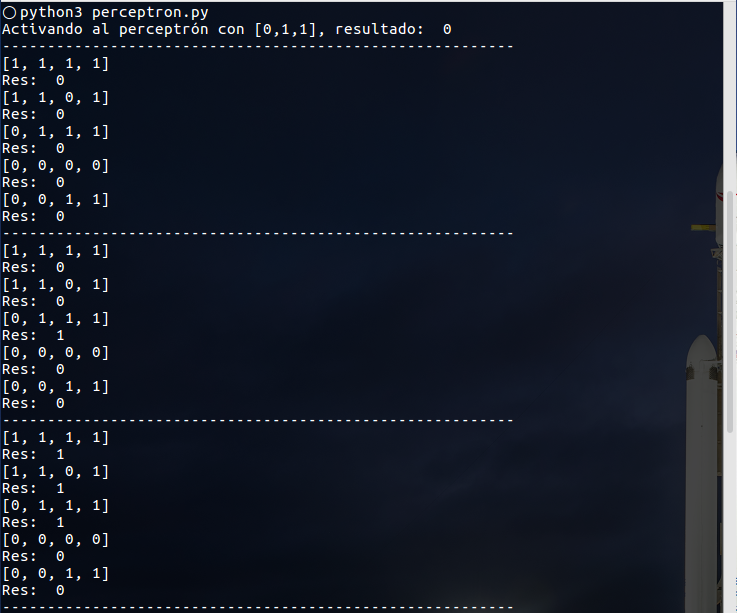 python3 perceptron.py
Activando al perceptrón con [0,1,1], resultado:  0
--------------------------------------------------------
[1, 1, 1, 1]
Res:  0
[1, 1, 0, 1]
Res:  0
[0, 1, 1, 1]
Res:  0
[0, 0, 0, 0]
Res:  0
[0, 0, 1, 1]
Res:  0
--------------------------------------------------------
[1, 1, 1, 1]
Res:  0
[1, 1, 0, 1]
Res:  0
[0, 1, 1, 1]
Res:  1
[0, 0, 0, 0]
Res:  0
[0, 0, 1, 1]
Res:  0
--------------------------------------------------------
[1, 1, 1, 1]
Res:  1
[1, 1, 0, 1]
Res:  1
[0, 1, 1, 1]
Res:  1
[0, 0, 0, 0]
Res:  0
[0, 0, 1, 1]
Res:  0
--------------------------------------------------------